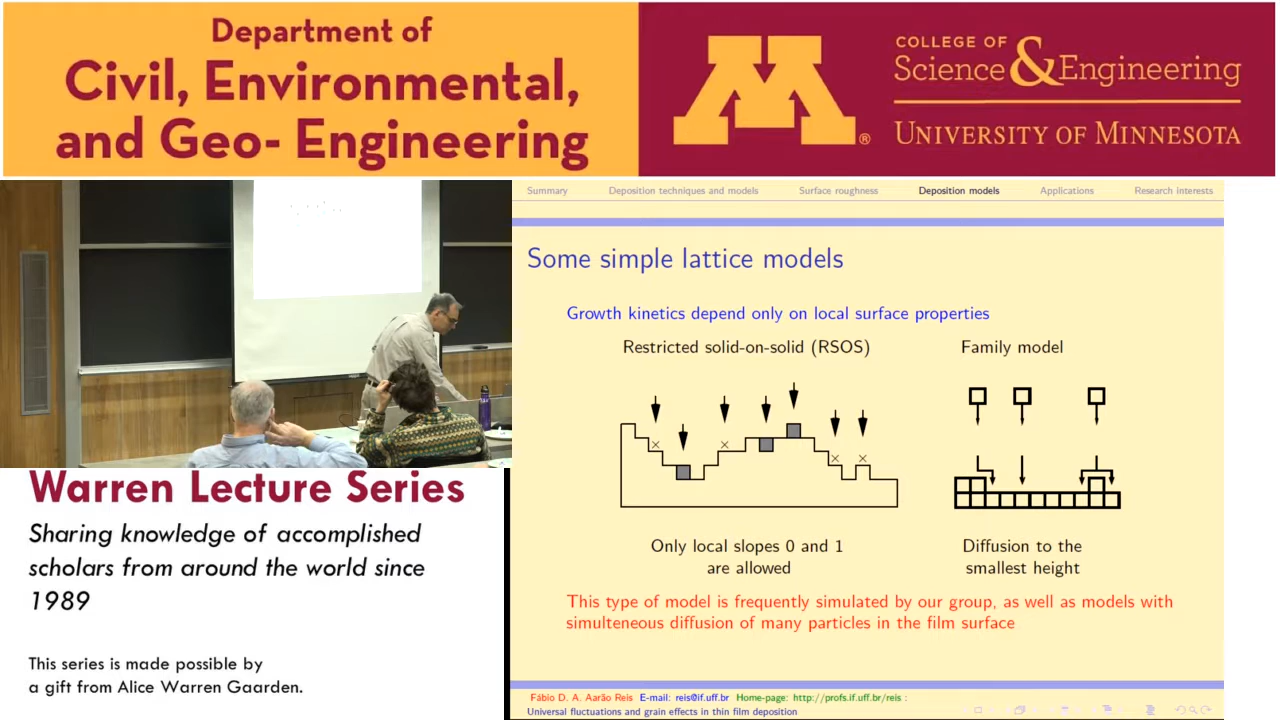 Department of
Civil, Environmental,
and Geo- Engineering
M®
COLLEGE OF
Science & Engineering
UNIVERSITY OF MINNESOTA
Summary Deposition techniques and models Surface roughness Deposition models Applications Research interests
Some simple lattice models
Growth kinetics depend only on local surface properties
Restricted solid-on-solid (RSOS) Family model
Only local slopes 0 and 1
are allowed
Diffusion to the
smallest height
This type of model is frequently simulated by our group, as well as models with
simulteneous diffusion of many particles in the film surface
Fábio D. A. Aarão Reis E-mail: reis@if.uff.br Home-page: http://profs.if.uff.br/reis :
Universal fluctuations and grain effects in thin film deposition
Warren Lecture Series
Sharing knowledge of accomplished
scholars from around the world since
1989
This series is made possible by
a gift from Alice Warren Gaarden.